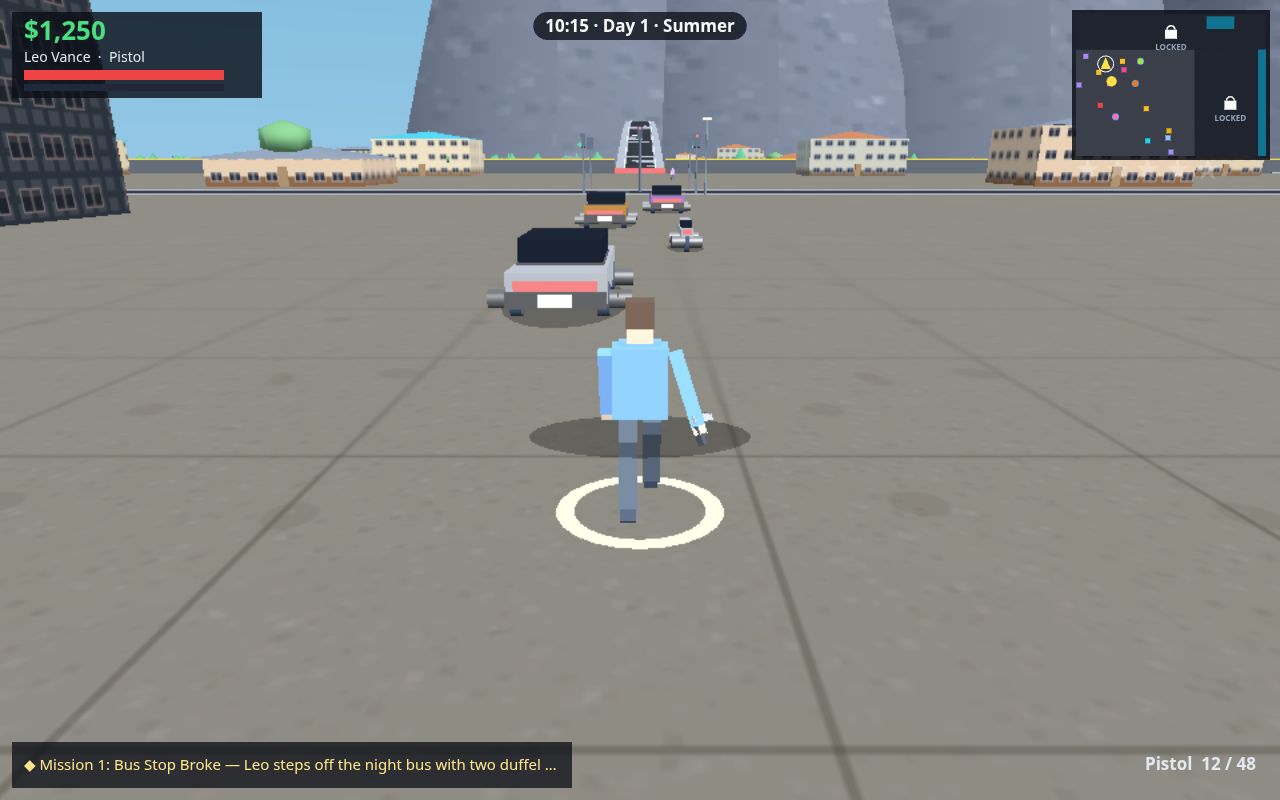 $1,250
Leo Vance · Pistol
10:15 · Day 1 · Summer
LOCKED
LOCKED
◆ Mission 1: Bus Stop Broke — Leo steps off the night bus with two duffel ...
Pistol 12 / 48